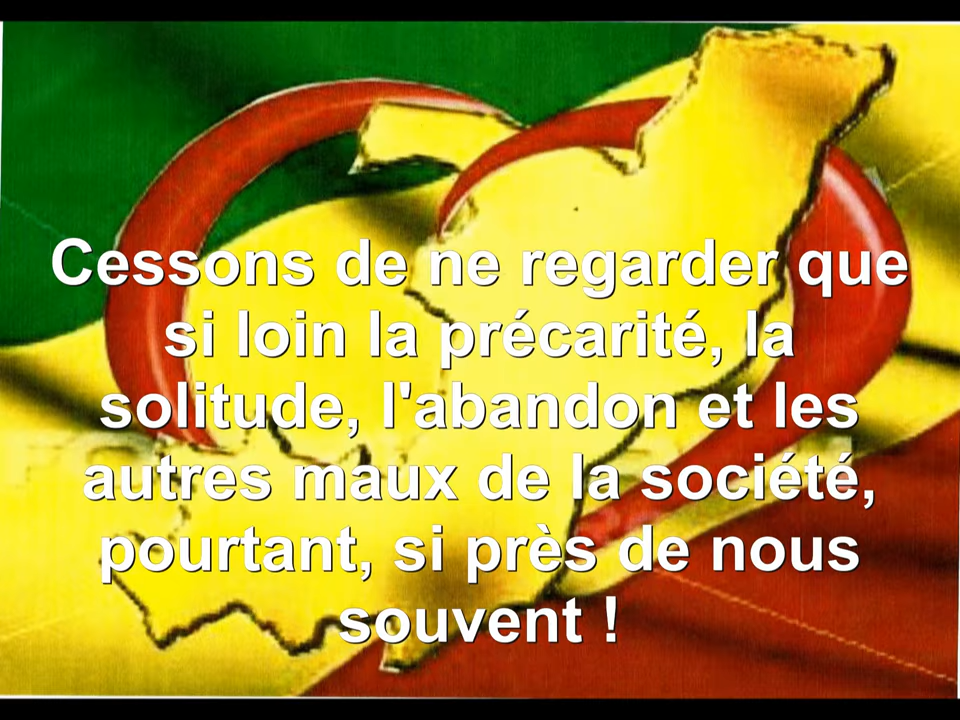 Cessons de ne regarder que
si loin la précarité, la
solitude, l'abandon et les
autres maux de la société,
pourtant, si près de nous
souvent !